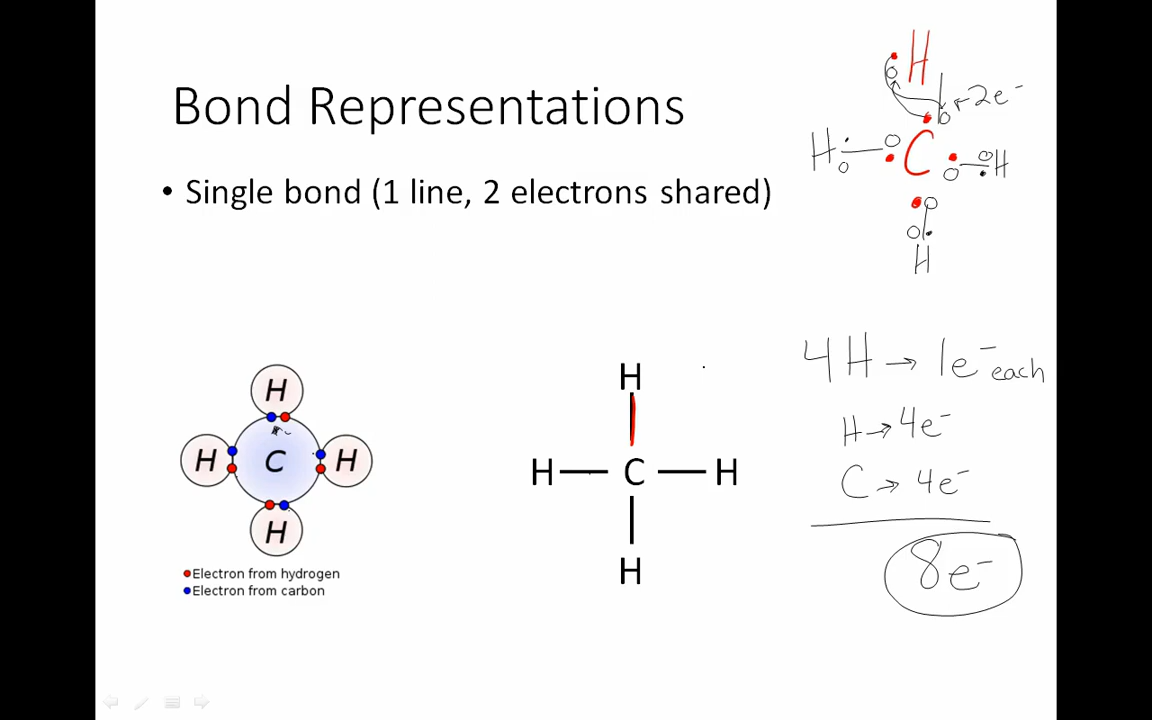 Bond Representations
• Single bond (1 line, 2 electrons shared)
H
C
H
H
H
Electron from hydrogen
Electron from carbon
H
H
C
H
H
H
2e⁻
H
C
H
H
4H → 1e⁻ each
H → 4e⁻
C → 4e⁻
8e⁻